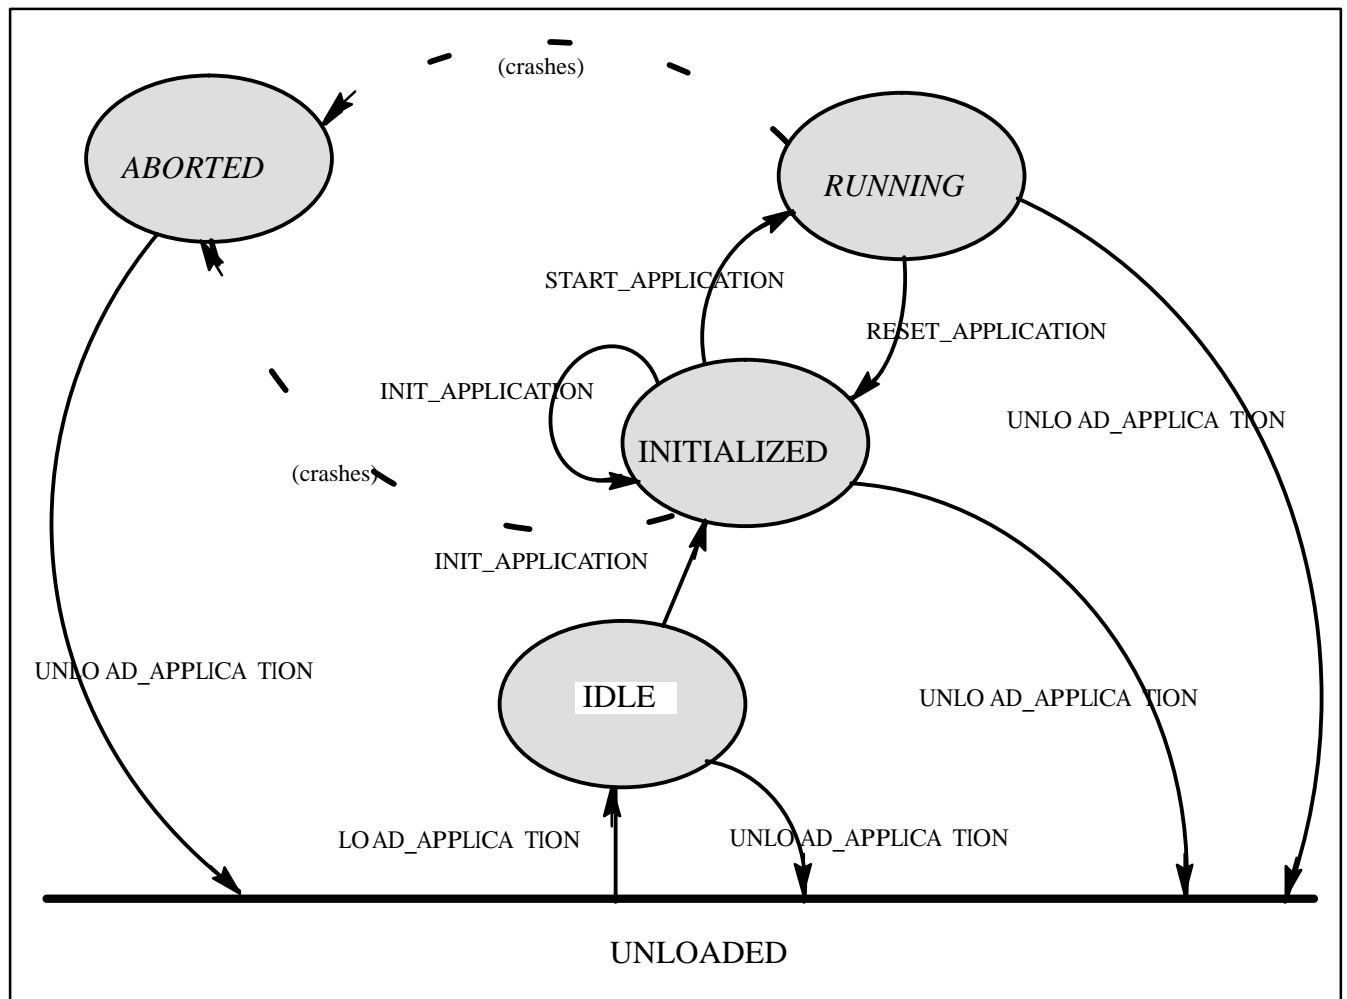 (crashes)
ABORTED
RUNNING
START_APPLICATION
RESET_APPLICATION
INIT_APPLICATION
UNLO AD_APPLICA TION
INITIALIZED
(crashes)
INIT_APPLICATION
UNLO AD_APPLICA TION
IDLE
UNLO AD_APPLICA TION
LO AD_APPLICA TION
UNLO AD_APPLICA TION
UNLOADED